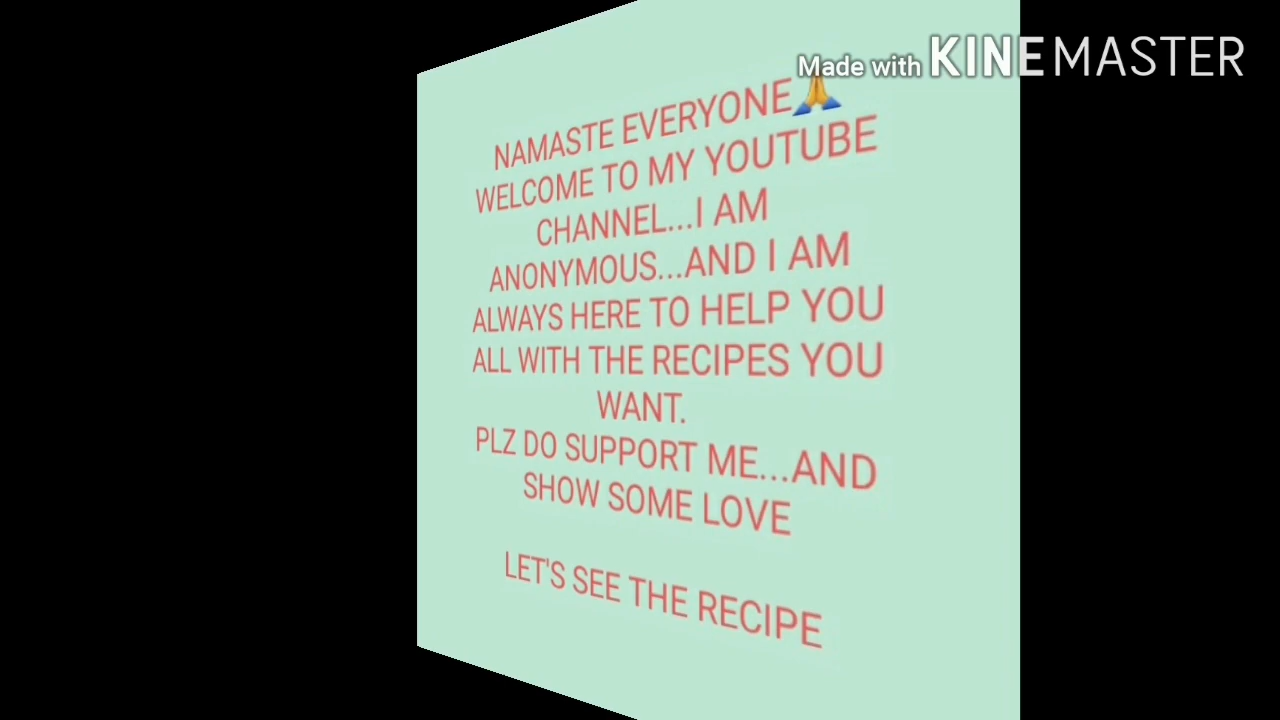 Made with KINEMASTER
NAMASTE EVERYONE🙏
WELCOME TO MY YOUTUBE
CHANNEL...I AM
ANONYMOUS...AND I AM
ALWAYS HERE TO HELP YOU
ALL WITH THE RECIPES YOU
WANT.
PLZ DO SUPPORT ME...AND
SHOW SOME LOVE
LET'S SEE THE RECIPE